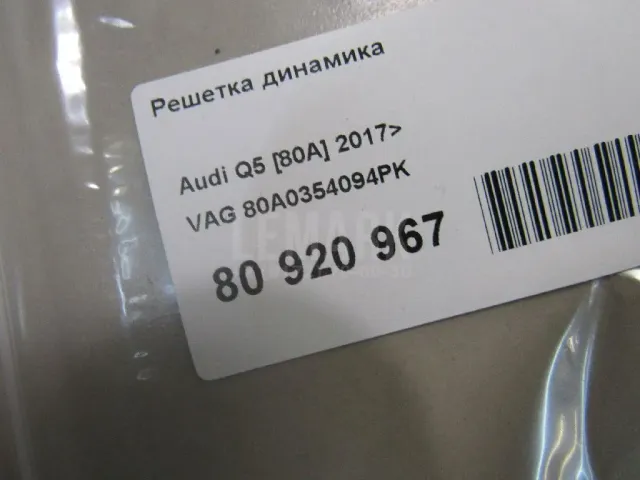 Решетка динамика
Audi Q5 [80A] 2017>
VAG 80A0354094PK
80 920 967